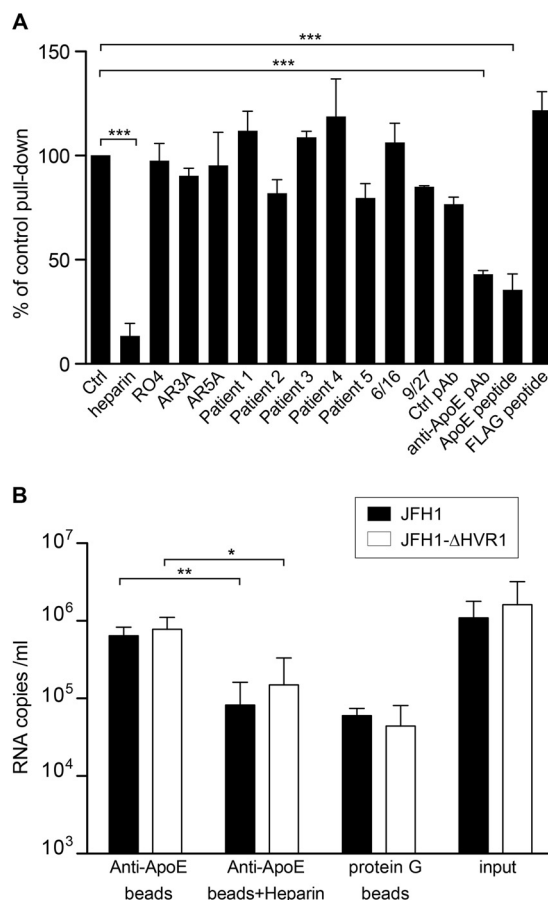 A
% of control pull-down
150
100
50
0
***
***
***
Ctrl
heparin
RO4
AR3A
AR5A
Patient 1
Patient 2
Patient 3
Patient 4
Patient 5
6/16
9/27
Ctrl pAb
anti-ApoE pAb
ApoE peptide
FLAG peptide
B
JFH1
JFH1-ΔHVR1
RNA copies /ml
10⁷
10⁶
10⁵
10⁴
10³
*
**
Anti-ApoE
beads
Anti-ApoE
beads+Heparin
protein G
beads
input